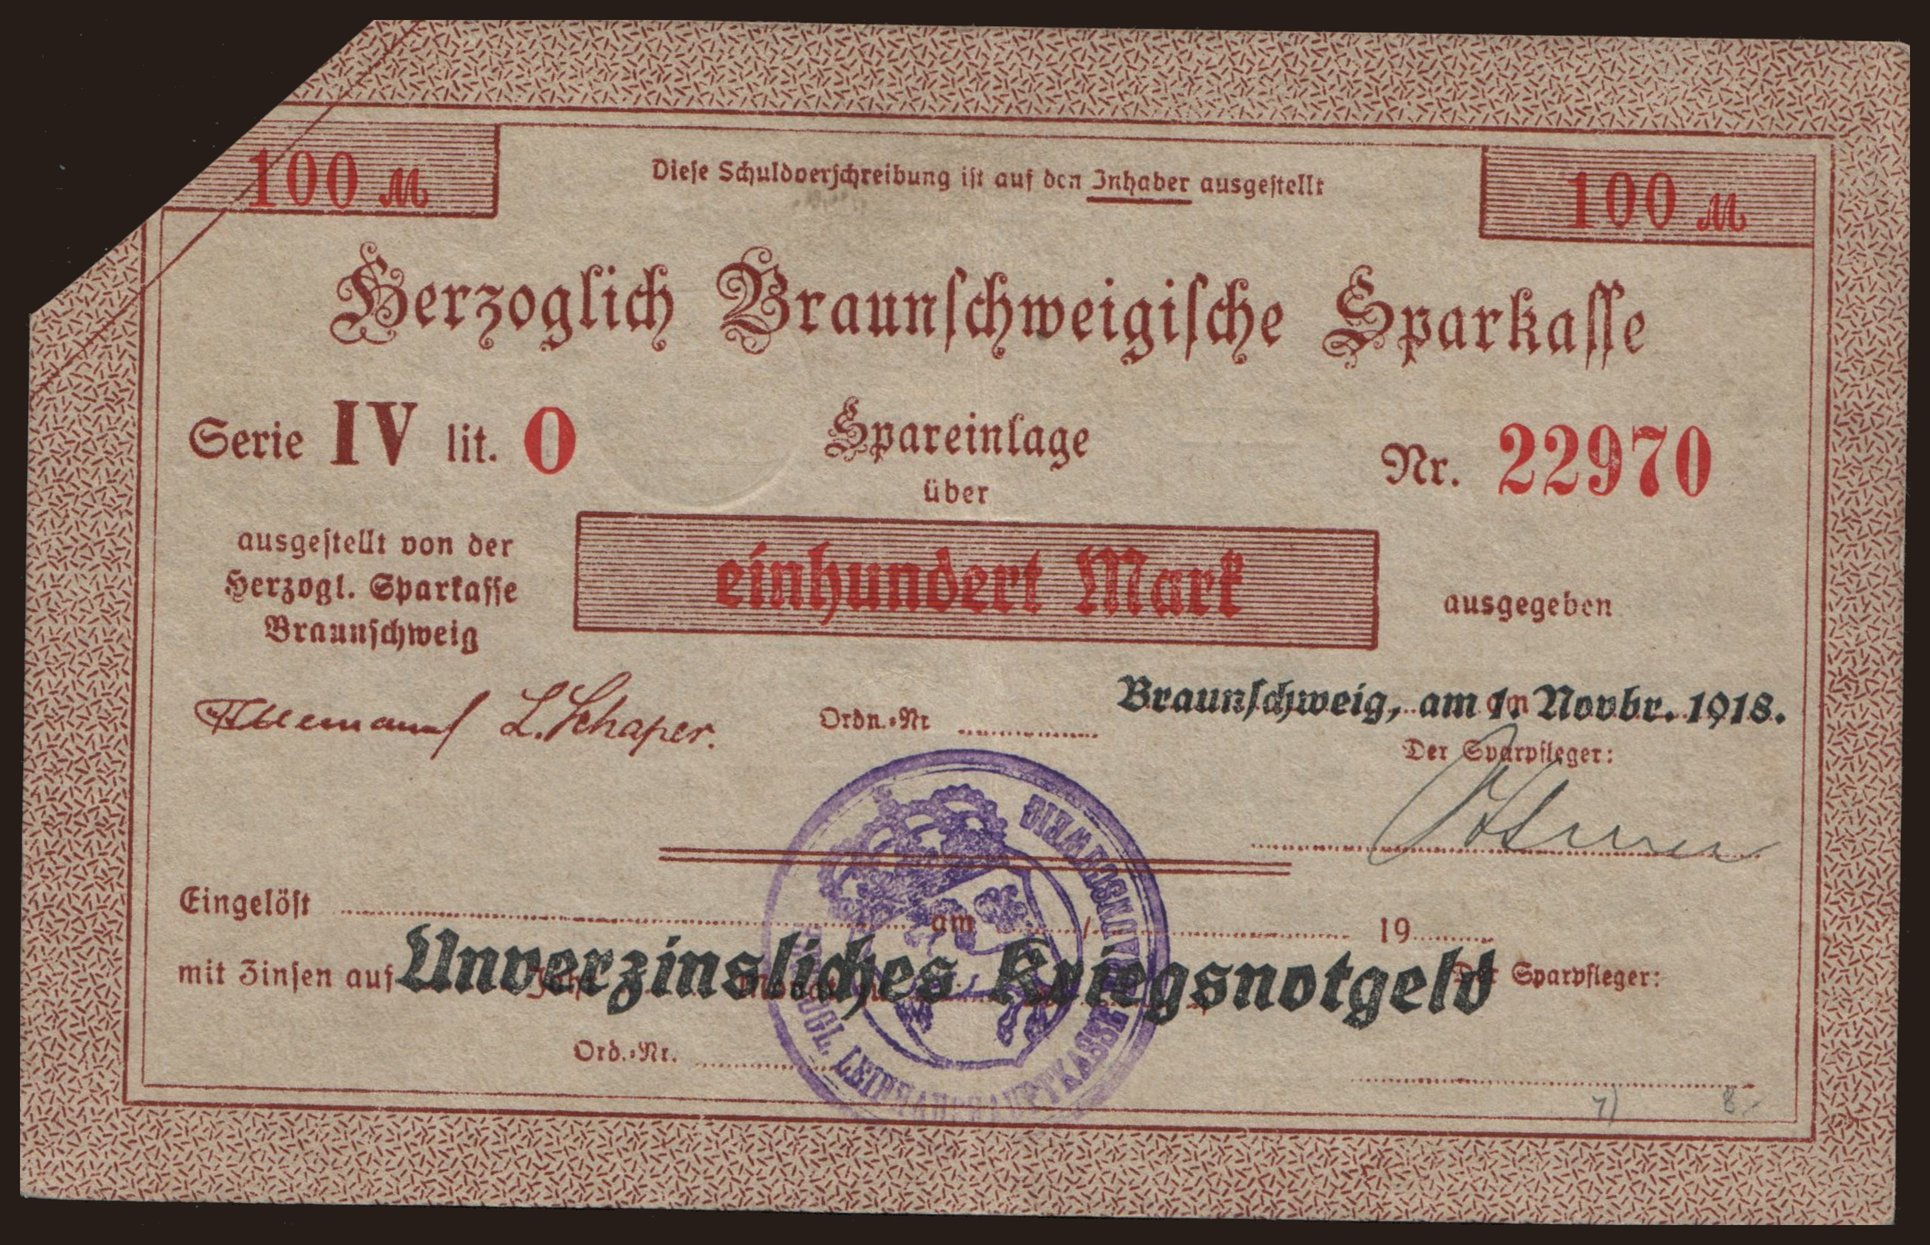 100 M
Diese Schuldverschreibung ist auf den Inhaber ausgestellt
100 M
Herzoglich Braunschweigische Sparkasse
Serie IV lit. O
Spareinlage
Nr. 22970
über
ausgestellt von der
Herzogl. Sparkasse
Braunschweig
einhundert Mark
ausgegeben
Braunschweig, am 1. Novbr. 1918.
L. Schaper.
Ordn.-Nr
Der Sparpfleger:
Eingelöst am 19
mit Zinsen auf
Unverzinsliches Kriegsnotgeld
Der Sparpfleger:
Ord.-Nr.
BRAUNSCHWEIG
LEIHHAUSHAUPTKASSE